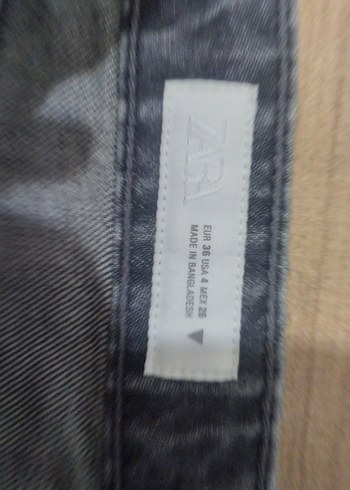 ZARA
EUR 36 USA 4 MEX 26
MADE IN BANGLADESH